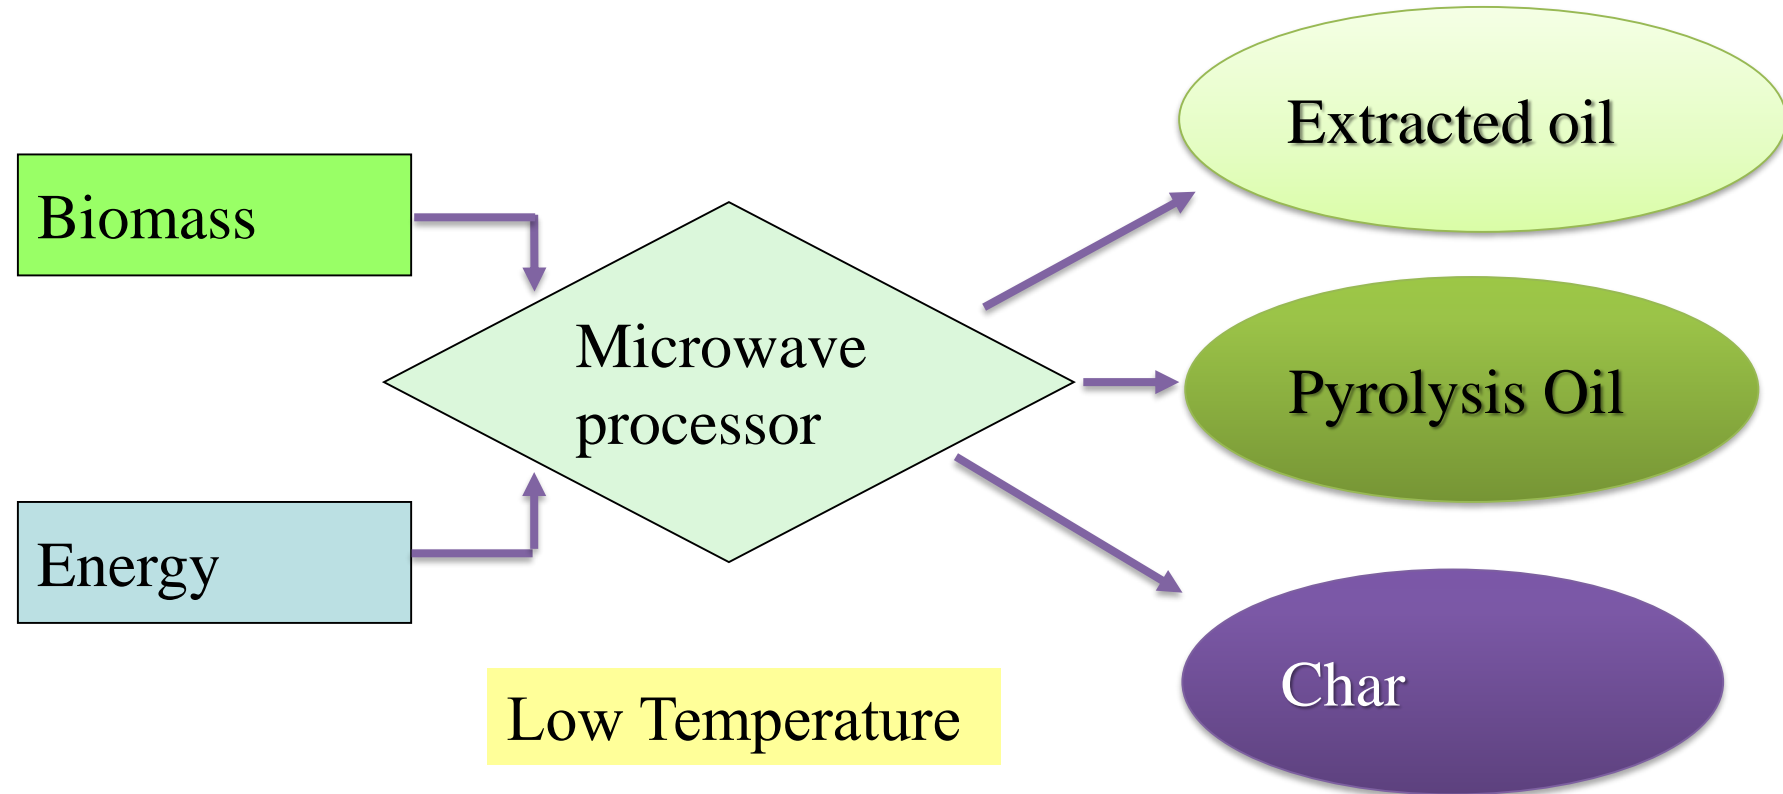 Extracted oil
Biomass
Microwave
processor
Pyrolysis Oil
Energy
Char
Low Temperature